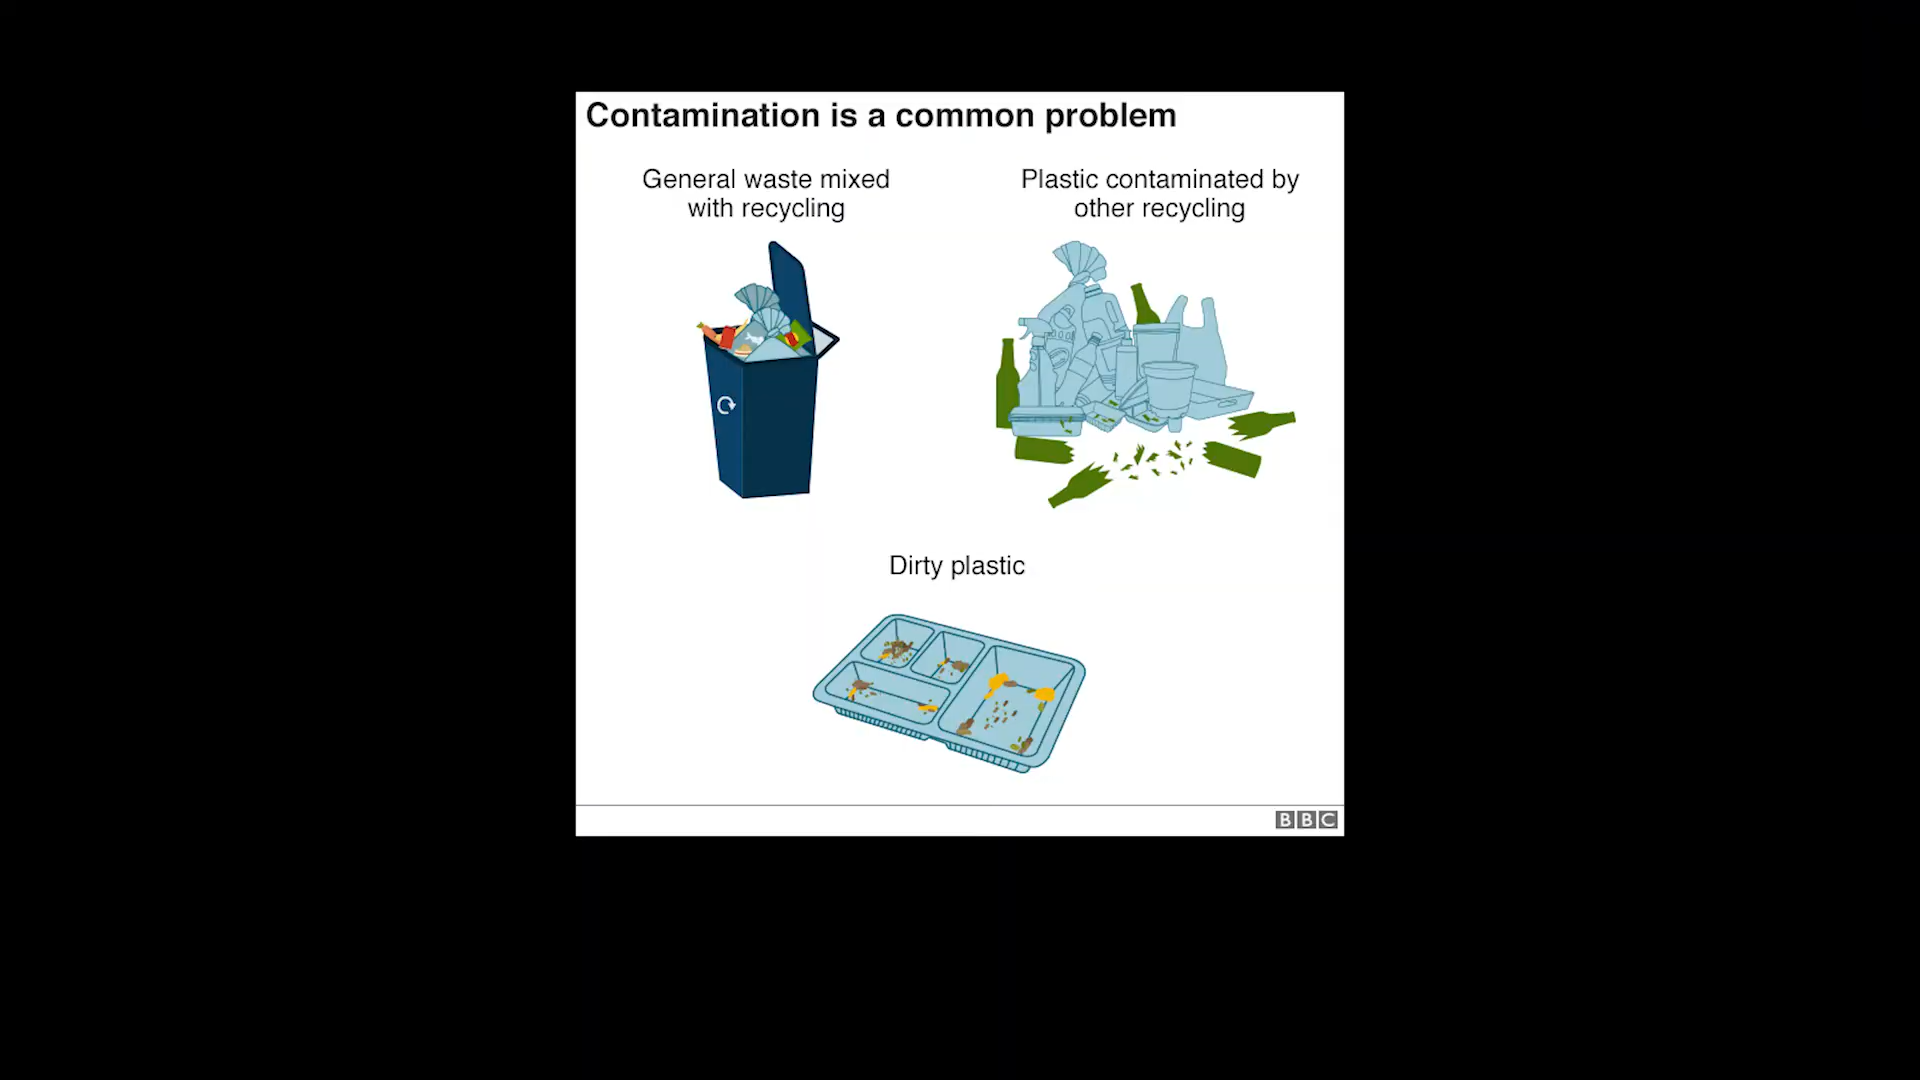 Contamination is a common problem
General waste mixed
with recycling
Plastic contaminated by
other recycling
Dirty plastic
BBC